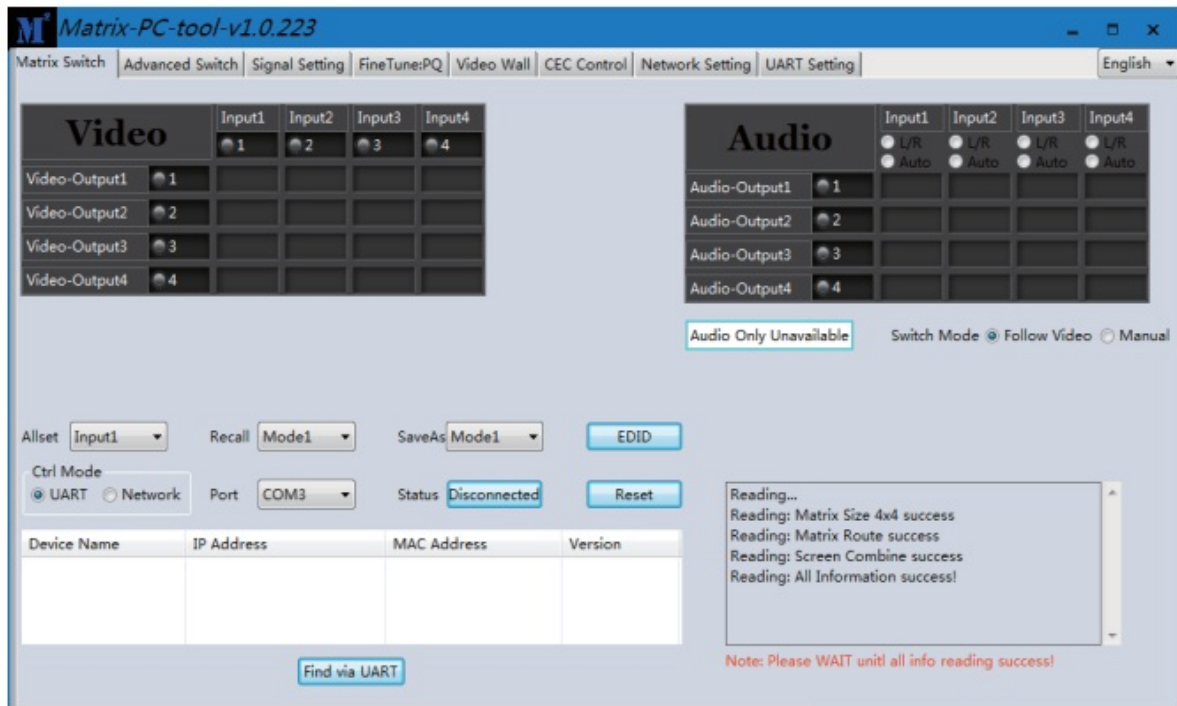 M² Matrix-PC-tool-v1.0.223
Matrix Switch Advanced Switch Signal Setting FineTune:PQ Video Wall CEC Control Network Setting UART Setting English
Video Input1 Input2 Input3 Input4
1 2 3 4
Video-Output1 1
Video-Output2 2
Video-Output3 3
Video-Output4 4
Audio Input1 Input2 Input3 Input4
L/R L/R L/R L/R
Auto Auto Auto Auto
Audio-Output1 1
Audio-Output2 2
Audio-Output3 3
Audio-Output4 4
Audio Only Unavailable Switch Mode Follow Video Manual
Allset Input1 Recall Mode1 SaveAs Mode1 EDID
Ctrl Mode
UART Network Port COM3 Status Disconnected Reset
Device Name IP Address MAC Address Version
Find via UART
Reading...
Reading: Matrix Size 4x4 success
Reading: Matrix Route success
Reading: Screen Combine success
Reading: All Information success!
Note: Please WAIT unitl all info reading success!